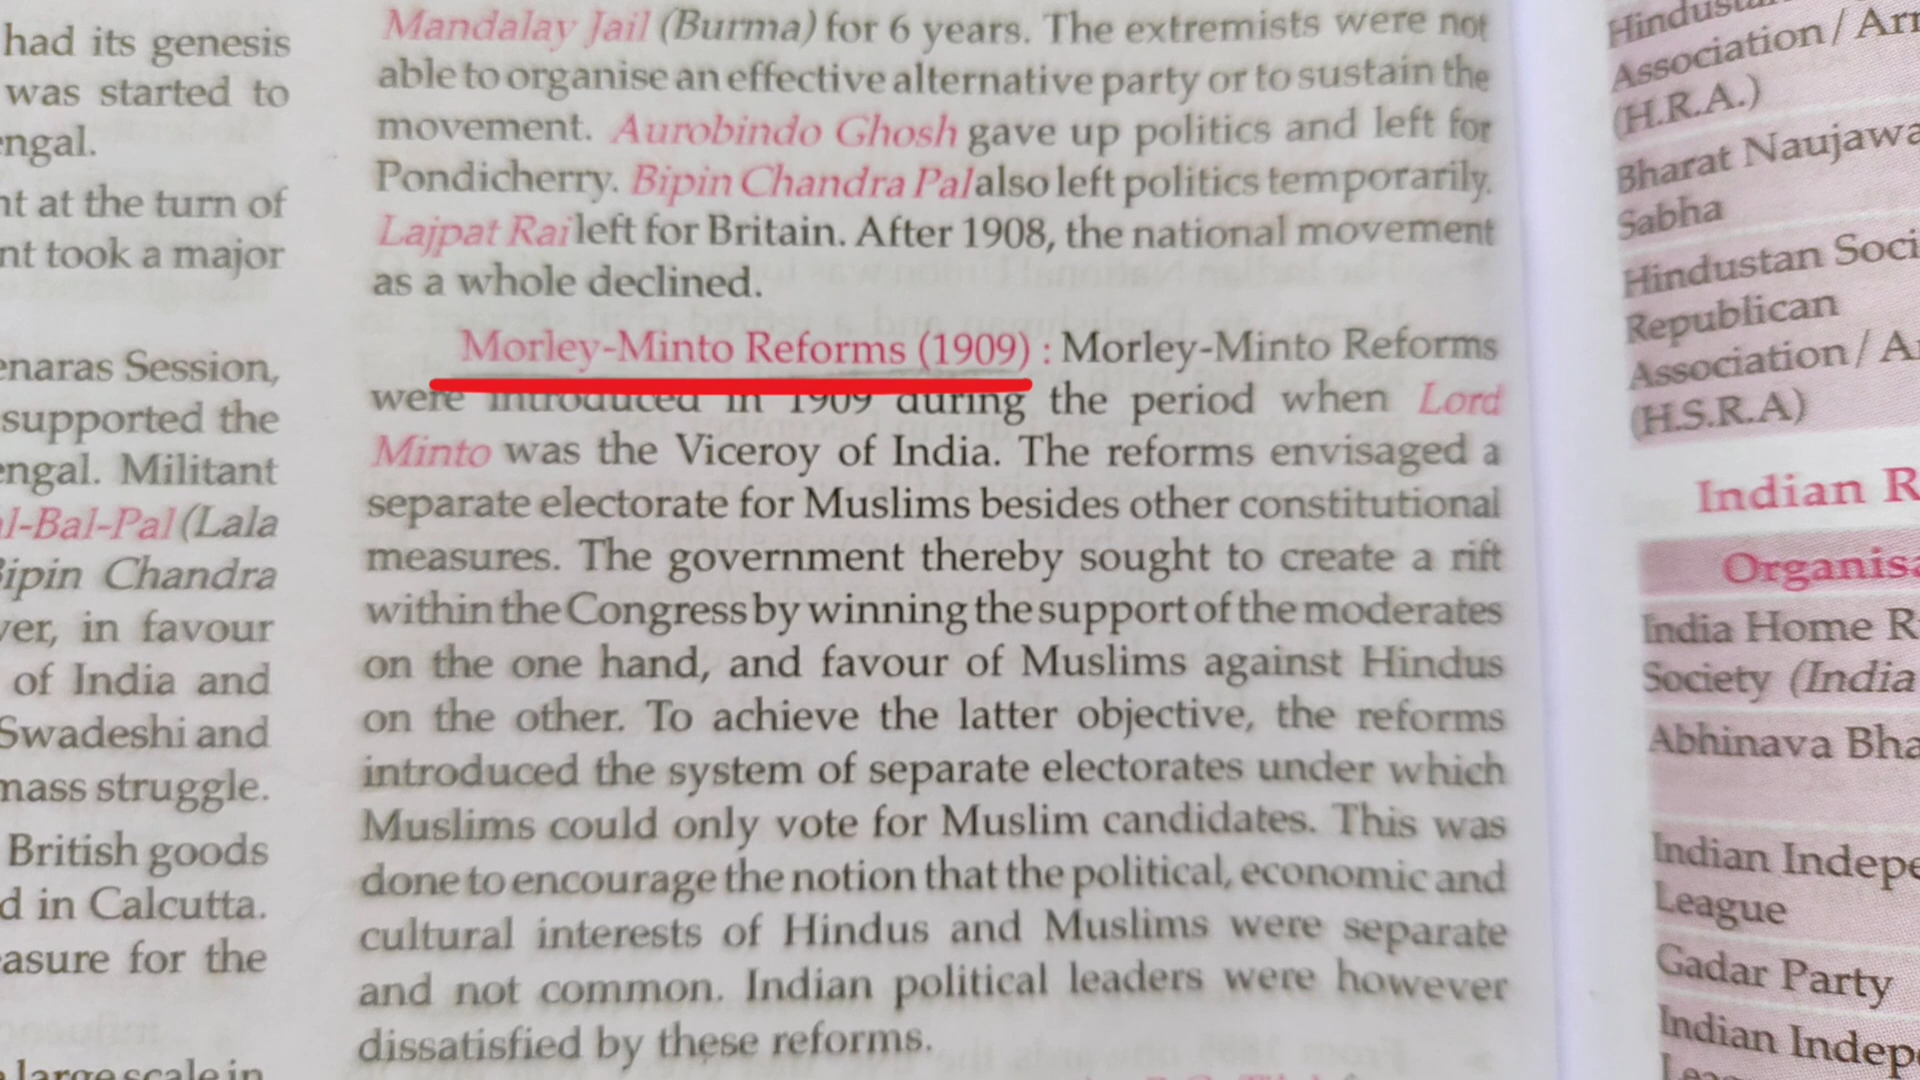 had its genesis
was started to
ngal.
nt at the turn of
nt took a major
enaras Session,
supported the
engal. Militant
al-Bal-Pal (Lala
Bipin Chandra
ver, in favour
of India and
Swadeshi and
mass struggle.
British goods
d in Calcutta.
easure for the
large scale in
Mandalay Jail (Burma) for 6 years. The extremists were not
able to organise an effective alternative party or to sustain the
movement. Aurobindo Ghosh gave up politics and left for
Pondicherry. Bipin Chandra Pal also left politics temporarily.
Lajpat Rai left for Britain. After 1908, the national movement
as a whole declined.
Morley-Minto Reforms (1909) : Morley-Minto Reforms
were introduced in 1909 during the period when Lord
Minto was the Viceroy of India. The reforms envisaged a
separate electorate for Muslims besides other constitutional
measures. The government thereby sought to create a rift
within the Congress by winning the support of the moderates
on the one hand, and favour of Muslims against Hindus
on the other. To achieve the latter objective, the reforms
introduced the system of separate electorates under which
Muslims could only vote for Muslim candidates. This was
done to encourage the notion that the political, economic and
cultural interests of Hindus and Muslims were separate
and not common. Indian political leaders were however
dissatisfied by these reforms.
Association / Ar
(H.R.A.)
Bharat Naujawa
Sabha
Hindustan Soci
Republican
Association / A
(H.S.R.A)
Indian R
Organisa
India Home R
Society (India
Abhinava Bha
Indian Indepe
League
Gadar Party
Indian Indep